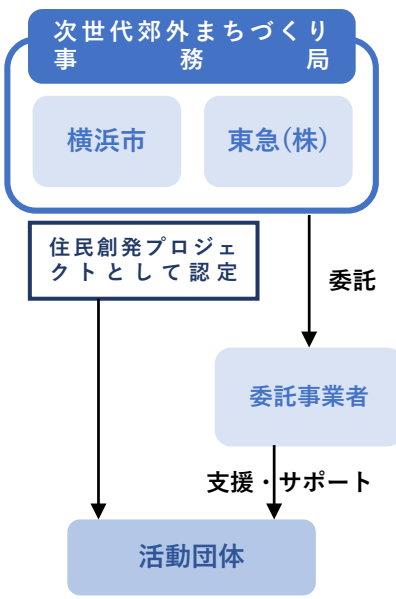 次世代郊外まちづくり
事務局
横浜市
東急(株)
住民創発プロジェ
クトとして認定
委託
委託事業者
支援・サポート
活動団体